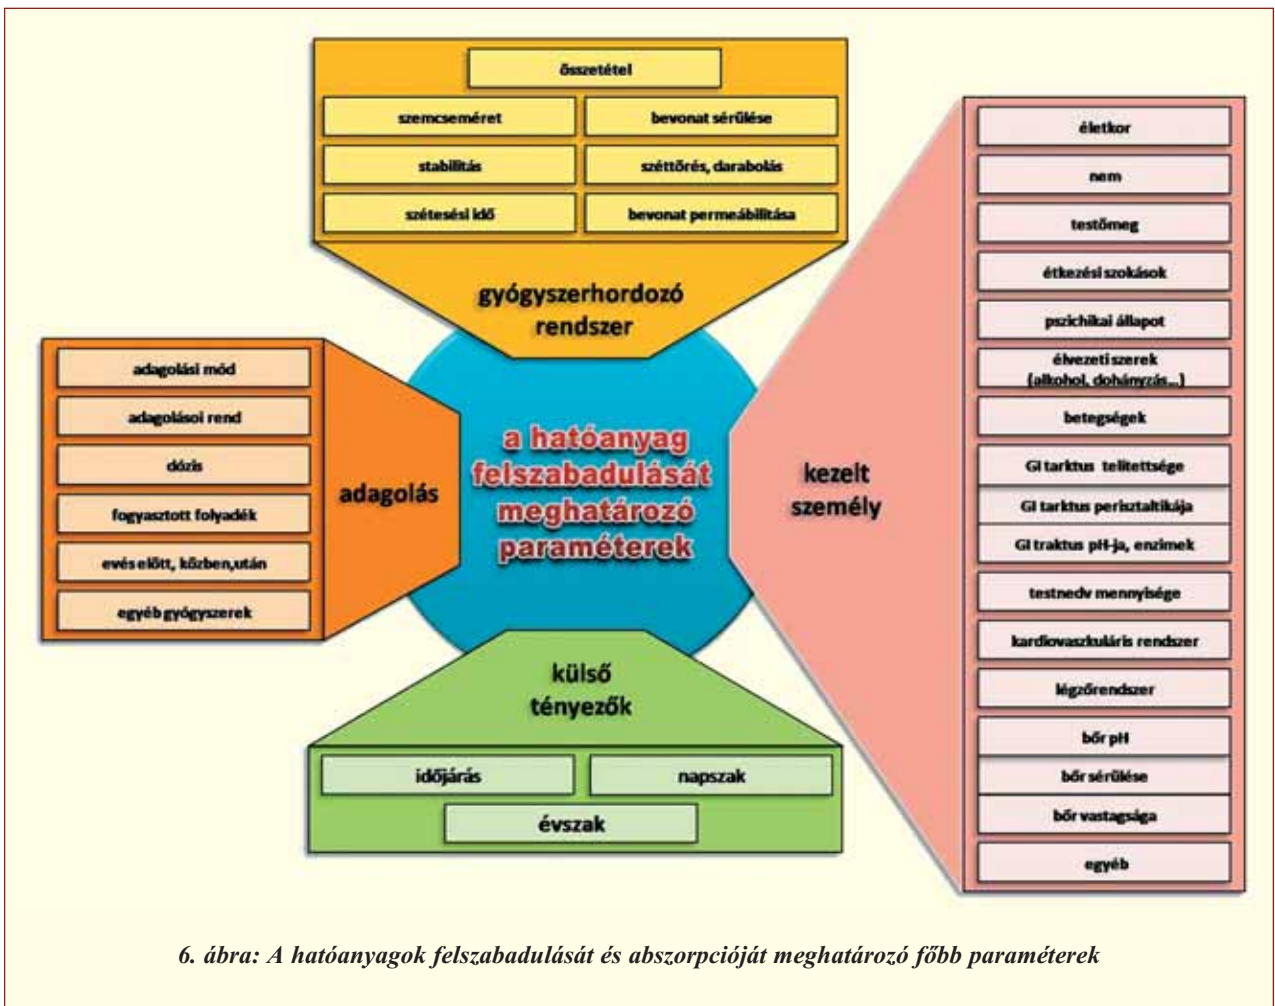 összetétel
szemcseméret
bevonat sérülése
stabilitás
széttörés, darabolás
szétesési idő
bevonat permeábilitása
gyógyszerhordozó
rendszer
adagolási mód
adagolásoi rend
dózis
fogyasztott folyadék
evés előtt, közben,után
egyéb gyógyszerek
adagolás
a hatóanyag
felszabadulását
meghatározó
paraméterek
kezelt
személy
életkor
nem
testömeg
étkezési szokások
pszichikai állapot
élvezeti szerek
(alkohol, dohányzás...)
betegségek
GI tarktus telítettsége
GI tarktus perisztaltikája
GI traktus pH-ja, enzimek
testnedv mennyisége
kardiovaszkuláris rendszer
légzőrendszer
bőr pH
bőr sérülése
bőr vastagsága
egyéb
külső
tényezők
időjárás
napszak
évszak
6. ábra: A hatóanyagok felszabadulását és abszorpcióját meghatározó főbb paraméterek